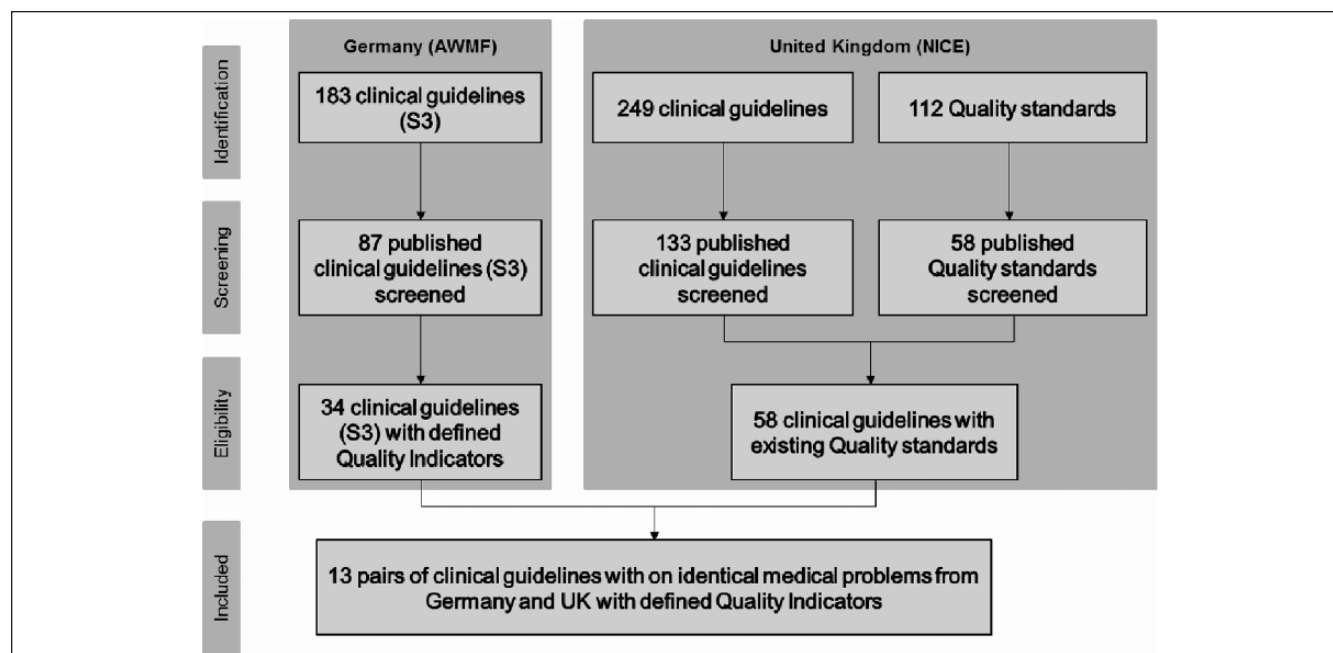 Germany (AWMF)
United Kingdom (NICE)
Identification
183 clinical guidelines
(S3)
249 clinical guidelines
112 Quality standards
Screening
87 published
clinical guidelines (S3)
screened
133 published
clinical guidelines
screened
58 published
Quality standards
screened
Eligibility
34 clinical guidelines
(S3) with defined
Quality Indicators
58 clinical guidelines with
existing Quality standards
Included
13 pairs of clinical guidelines with on identical medical problems from
Germany and UK with defined Quality Indicators